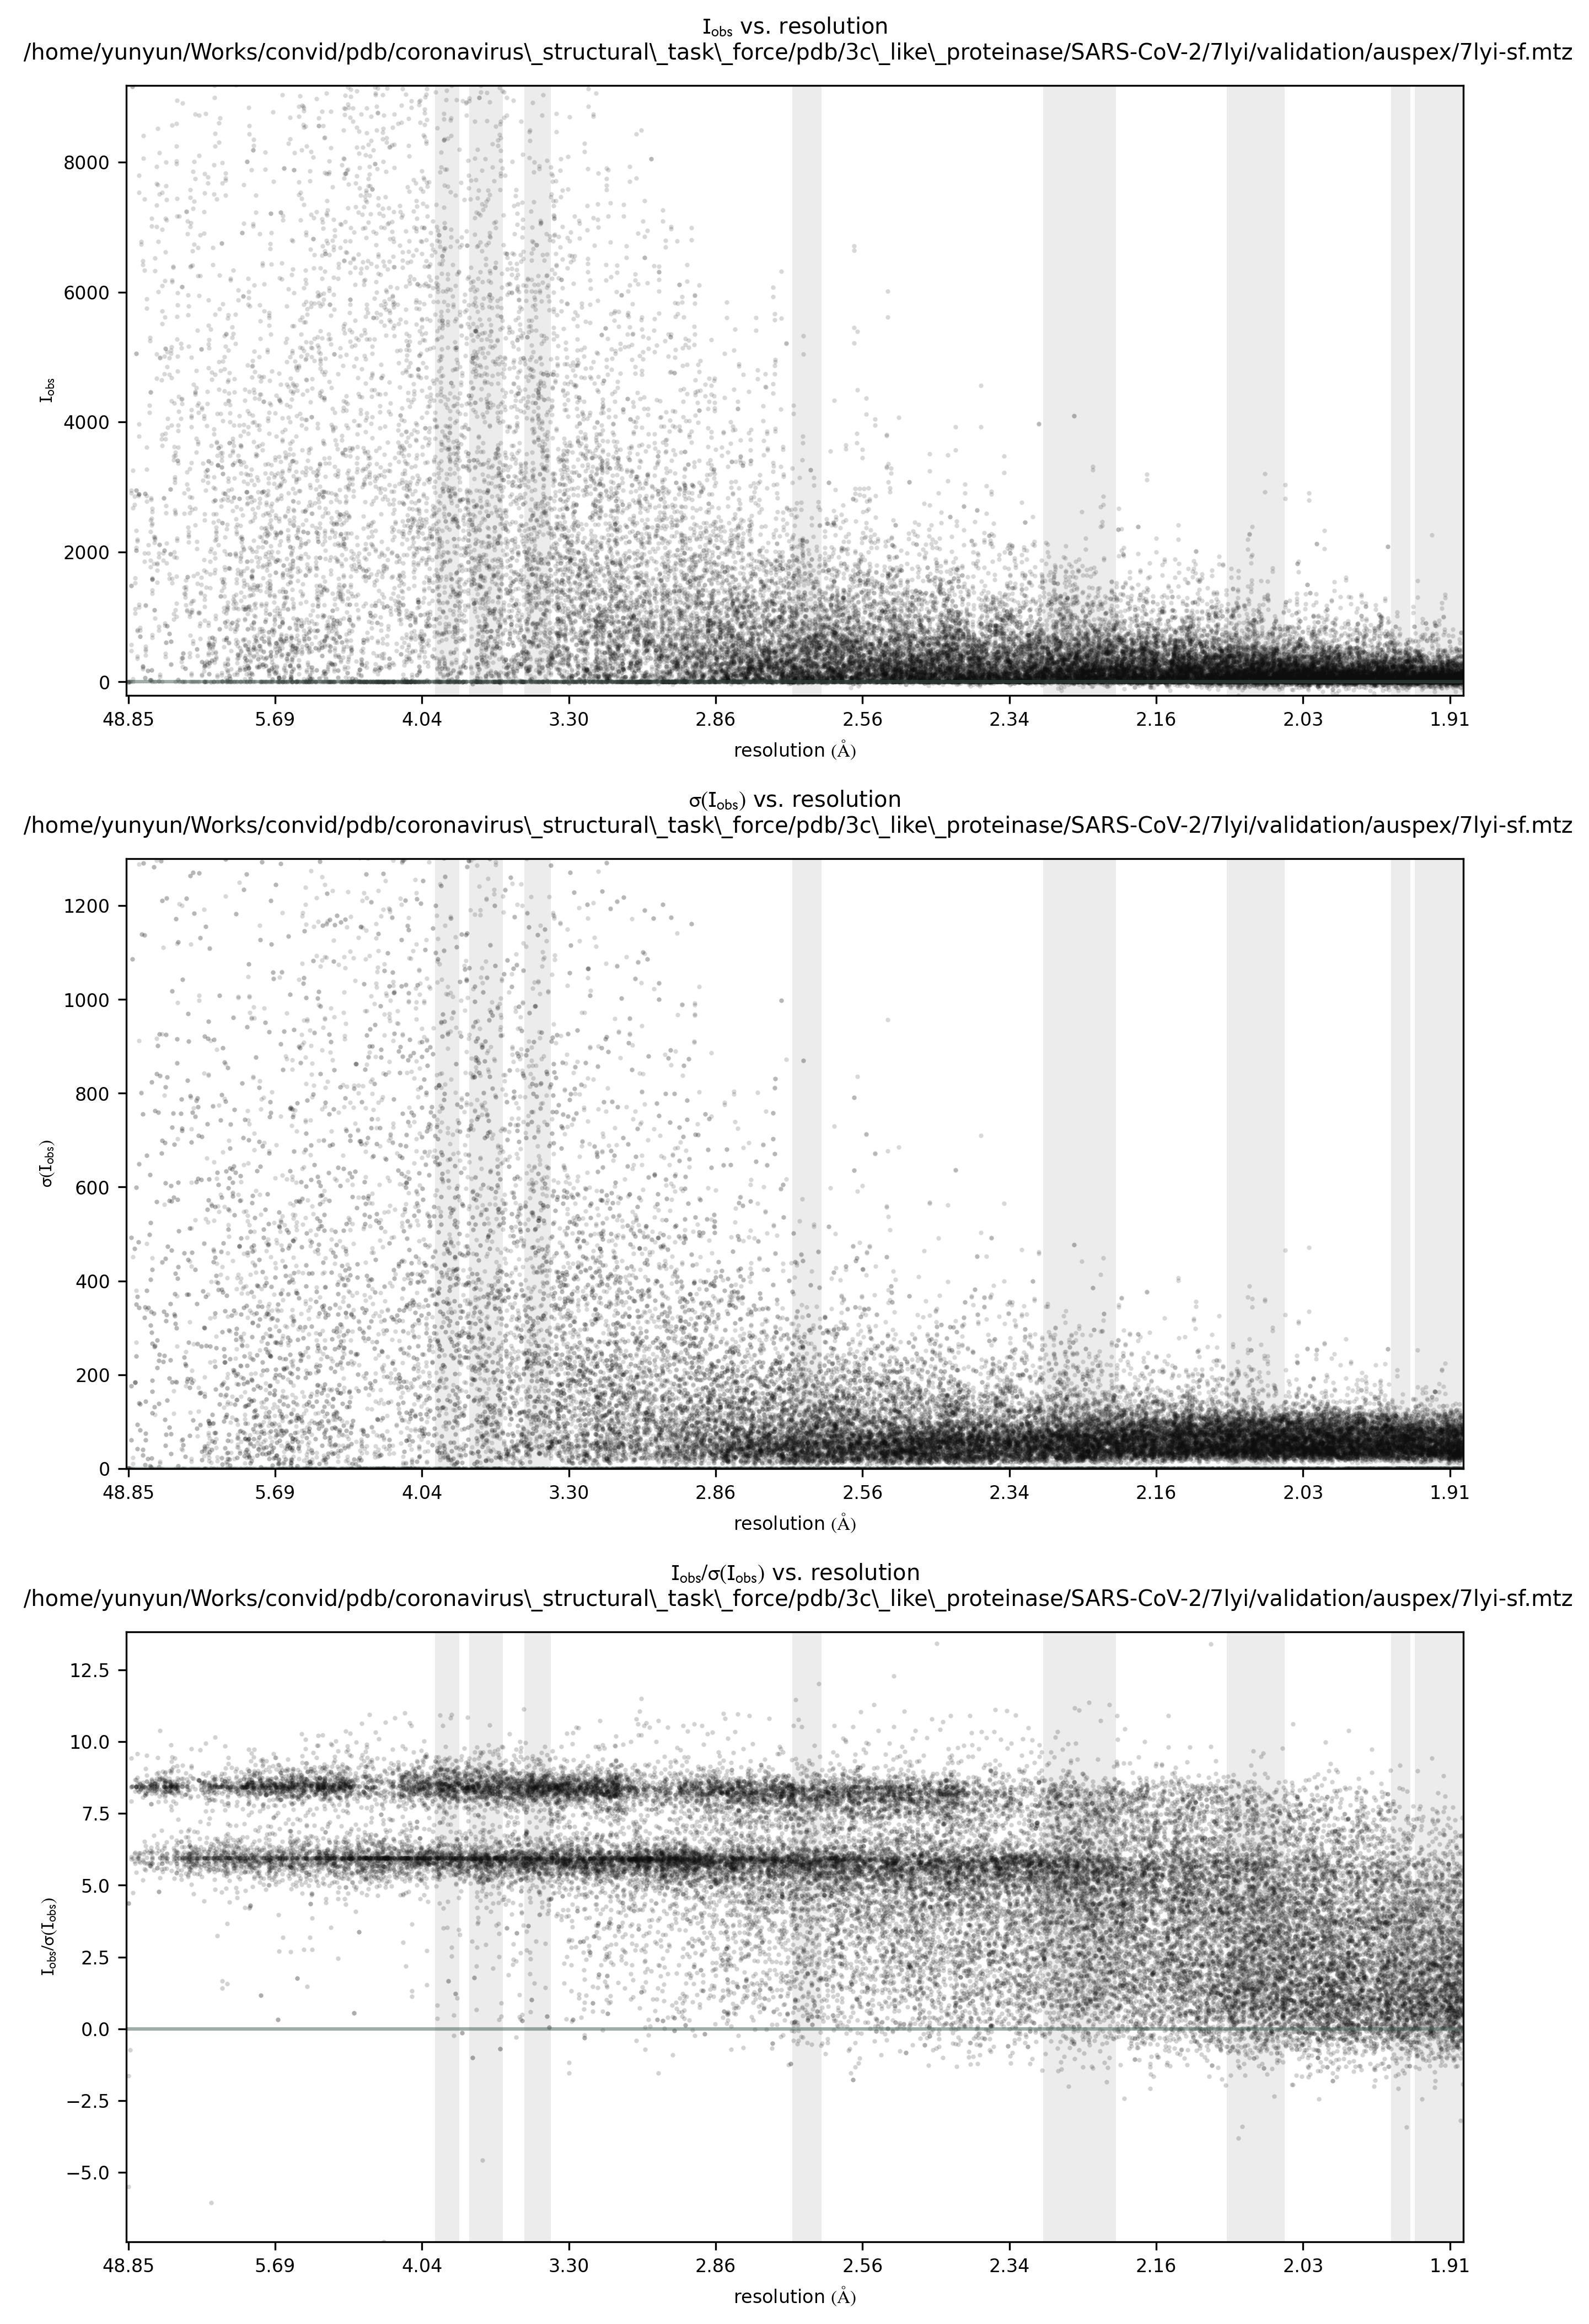 Iobs vs. resolution
/home/yunyun/Works/convid/pdb/coronavirus\_structural\_task\_force/pdb/3c\_like\_proteinase/SARS-CoV-2/7lyi/validation/auspex/7lyi-sf.mtz
8000
6000
4000
2000
0
Iobs
48.85 5.69 4.04 3.30 2.86 2.56 2.34 2.16 2.03 1.91
resolution (Å)
σ(Iobs) vs. resolution
/home/yunyun/Works/convid/pdb/coronavirus\_structural\_task\_force/pdb/3c\_like\_proteinase/SARS-CoV-2/7lyi/validation/auspex/7lyi-sf.mtz
1200
1000
800
600
400
200
0
σ(Iobs)
48.85 5.69 4.04 3.30 2.86 2.56 2.34 2.16 2.03 1.91
resolution (Å)
Iobs/σ(Iobs) vs. resolution
/home/yunyun/Works/convid/pdb/coronavirus\_structural\_task\_force/pdb/3c\_like\_proteinase/SARS-CoV-2/7lyi/validation/auspex/7lyi-sf.mtz
12.5
10.0
7.5
5.0
2.5
0.0
−2.5
−5.0
Iobs/σ(Iobs)
48.85 5.69 4.04 3.30 2.86 2.56 2.34 2.16 2.03 1.91
resolution (Å)